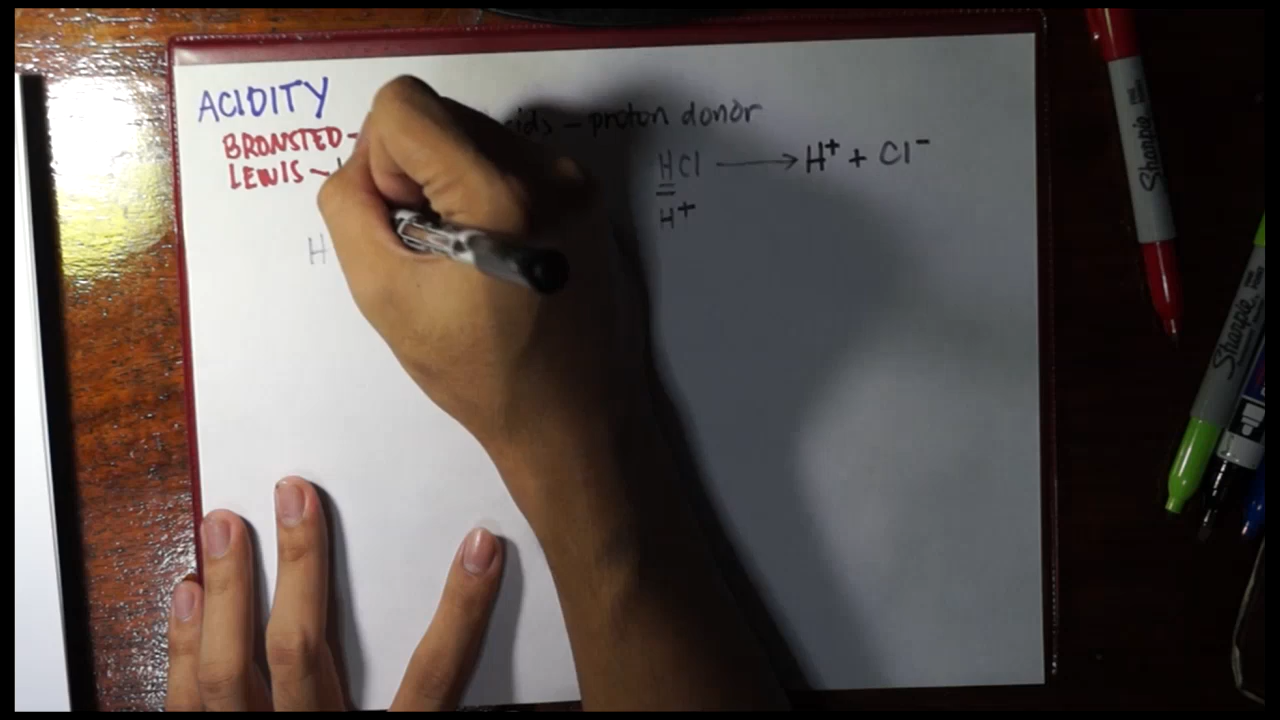 ACIDITY
BRONSTED - proton donor
LEWIS -
HCl → H⁺ + Cl⁻
H⁺
H
Sharpie
Sharpie